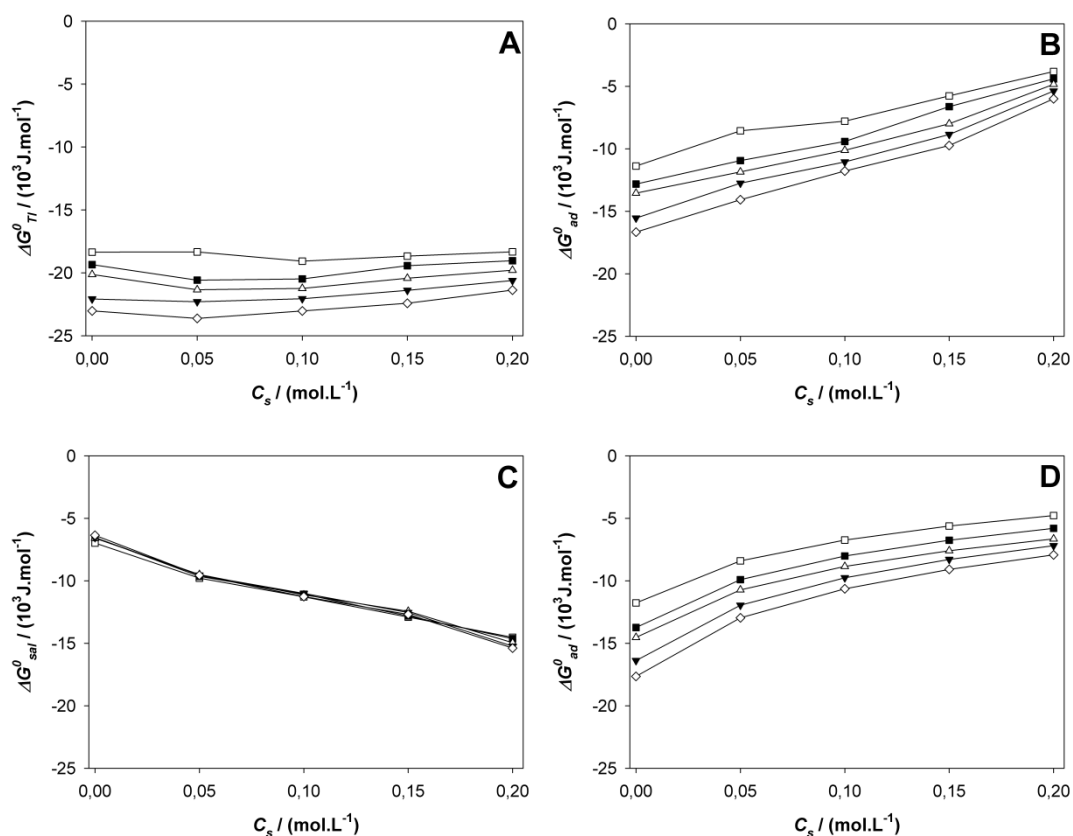 A
ΔG⁰_TI / (10³J.mol⁻¹)
0
-5
-10
-15
-20
-25
0,00 0,05 0,10 0,15 0,20
C_s / (mol.L⁻¹)
B
ΔG⁰_ad / (10³J.mol⁻¹)
0
-5
-10
-15
-20
-25
0,00 0,05 0,10 0,15 0,20
C_s / (mol.L⁻¹)
C
ΔG⁰_sal / (10³J.mol⁻¹)
0
-5
-10
-15
-20
-25
0,00 0,05 0,10 0,15 0,20
C_s / (mol.L⁻¹)
D
ΔG⁰_ad / (10³J.mol⁻¹)
0
-5
-10
-15
-20
-25
0,00 0,05 0,10 0,15 0,20
C_s / (mol.L⁻¹)